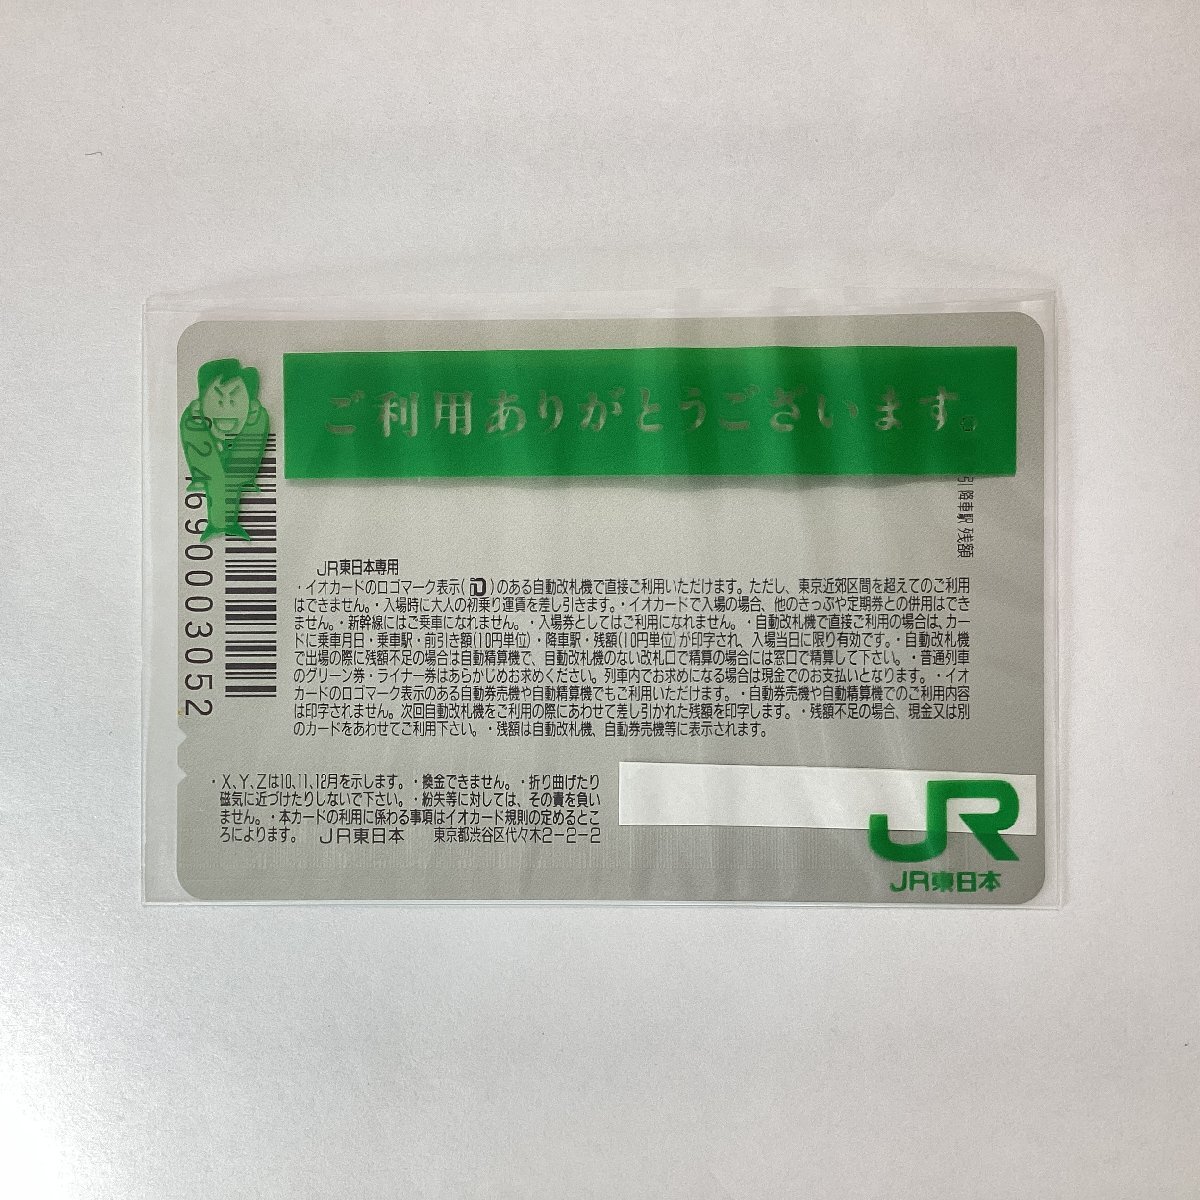 ご利用ありがとうございます。
引 降車駅 残額
690003052
JR東日本専用
・イオカードのロゴマーク表示( )のある自動改札機で直接ご利用いただけます。ただし、東京近郊区間を超えてのご利用
はできません。・入場時に大人の初乗り運賃を差し引きます。・イオカードで入場の場合、他のきっぷや定期券との併用はでき
ません。・新幹線にはご乗車になれません。・入場券としてはご利用になれません。・自動改札機で直接ご利用の場合は、カー
ドに乗車月日・乗車駅・前引き額(10円単位)・降車駅・残額(10円単位)が印字され、入場当日に限り有効です。・自動改札機
で出場の際に残額不足の場合は自動精算機で、自動改札機のない改札口で精算の場合には窓口で精算して下さい。・普通列車
のグリーン券・ライナー券はあらかじめお求めください。列車内でお求めになる場合は現金でのお支払いとなります。・イオ
カードのロゴマーク表示のある自動券売機や自動精算機でもご利用いただけます。・自動券売機や自動精算機でのご利用内容
は印字されません。次回自動改札機をご利用の際にあわせて差し引かれた残額を印字します。・残額不足の場合、現金又は別
のカードをあわせてご利用下さい。・残額は自動改札機、自動券売機等に表示されます。
・X、Y、Zは10、11、12月を示します。・換金できません。・折り曲げたり
磁気に近づけたりしないで下さい。・紛失等に対しては、その責を負い
ません。・本カードの利用に係わる事項はイオカード規則の定めるとこ
ろによります。 JR東日本 東京都渋谷区代々木2-2-2
JR
JR東日本